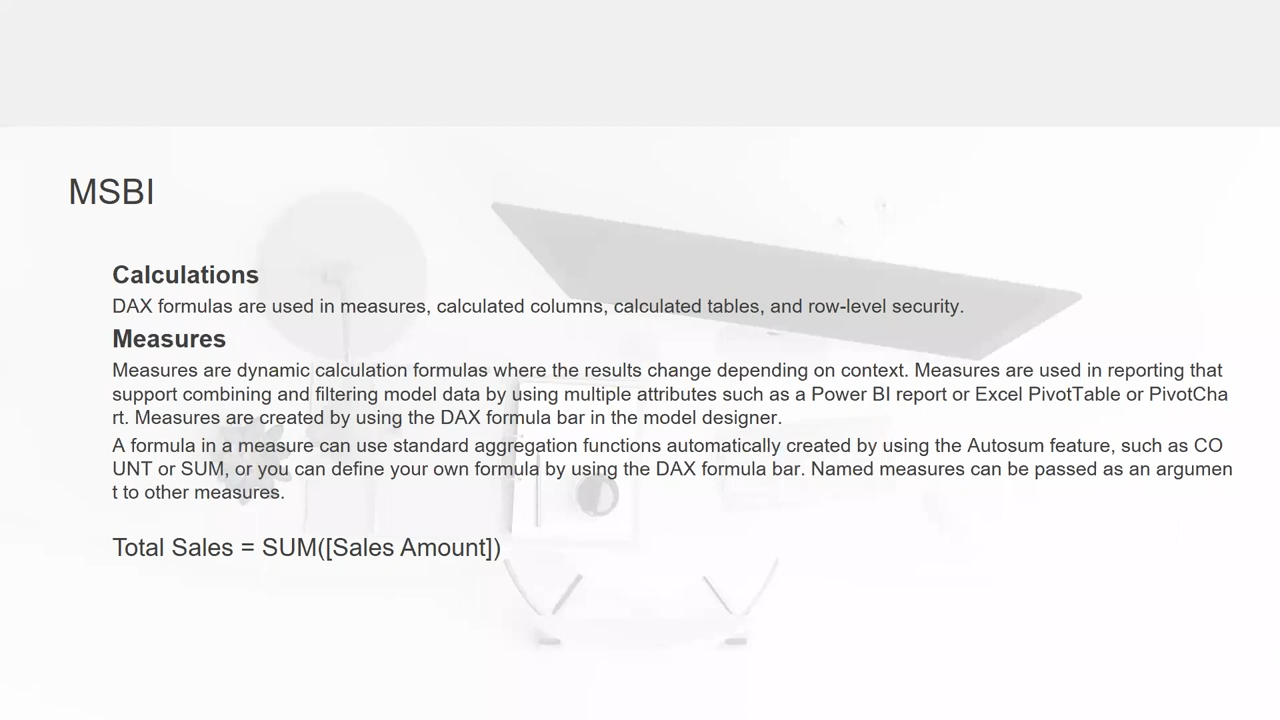 MSBI
Calculations
DAX formulas are used in measures, calculated columns, calculated tables, and row-level security.
Measures
Measures are dynamic calculation formulas where the results change depending on context. Measures are used in reporting that
support combining and filtering model data by using multiple attributes such as a Power BI report or Excel PivotTable or PivotCha
rt. Measures are created by using the DAX formula bar in the model designer.
A formula in a measure can use standard aggregation functions automatically created by using the Autosum feature, such as CO
UNT or SUM, or you can define your own formula by using the DAX formula bar. Named measures can be passed as an argumen
t to other measures.
Total Sales = SUM([Sales Amount])